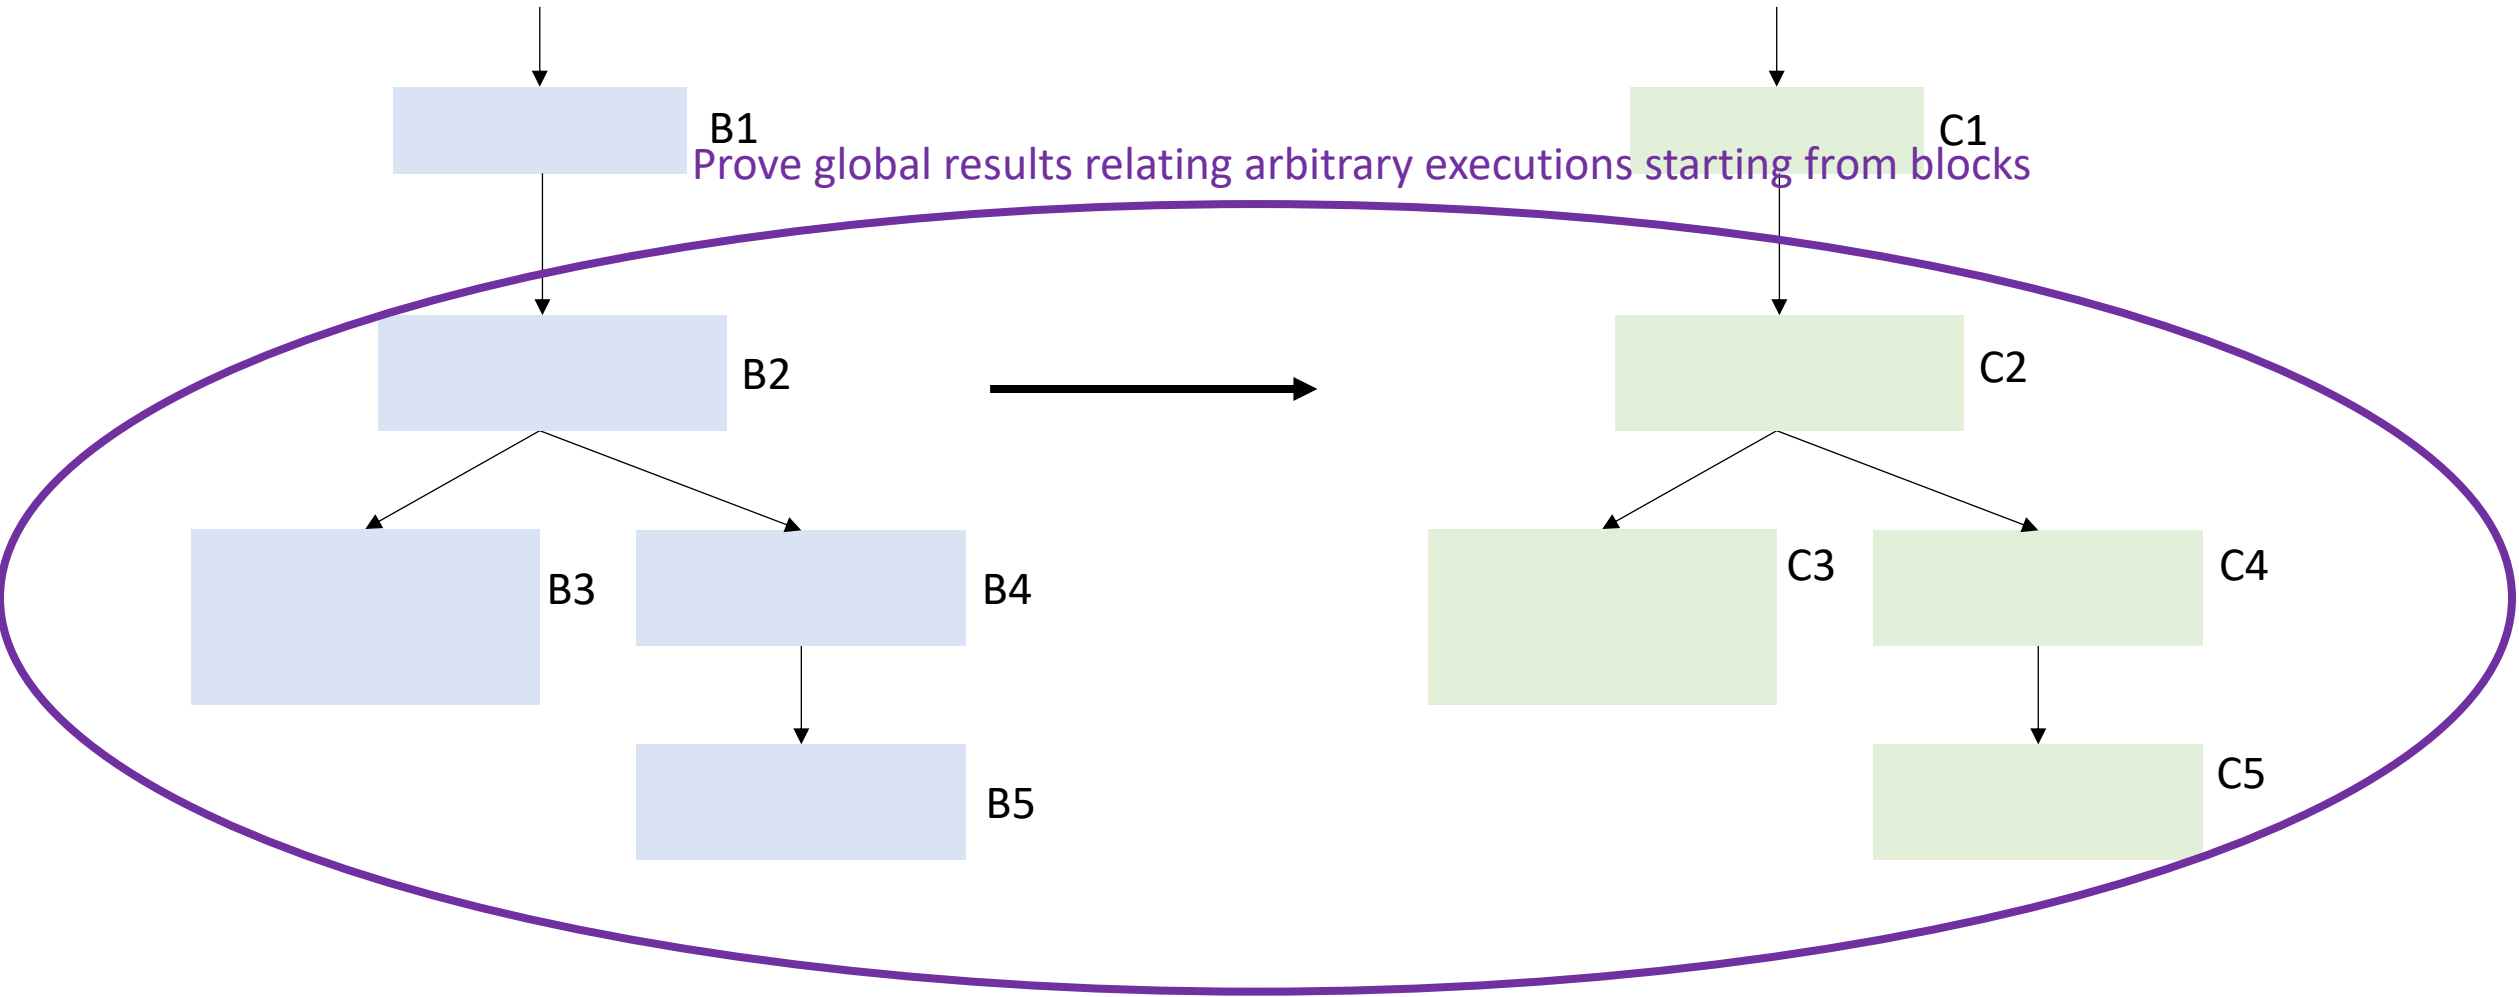 B1
C1
Prove global results relating arbitrary executions starting from blocks
B2
C2
B3
B4
C3
C4
B5
C5